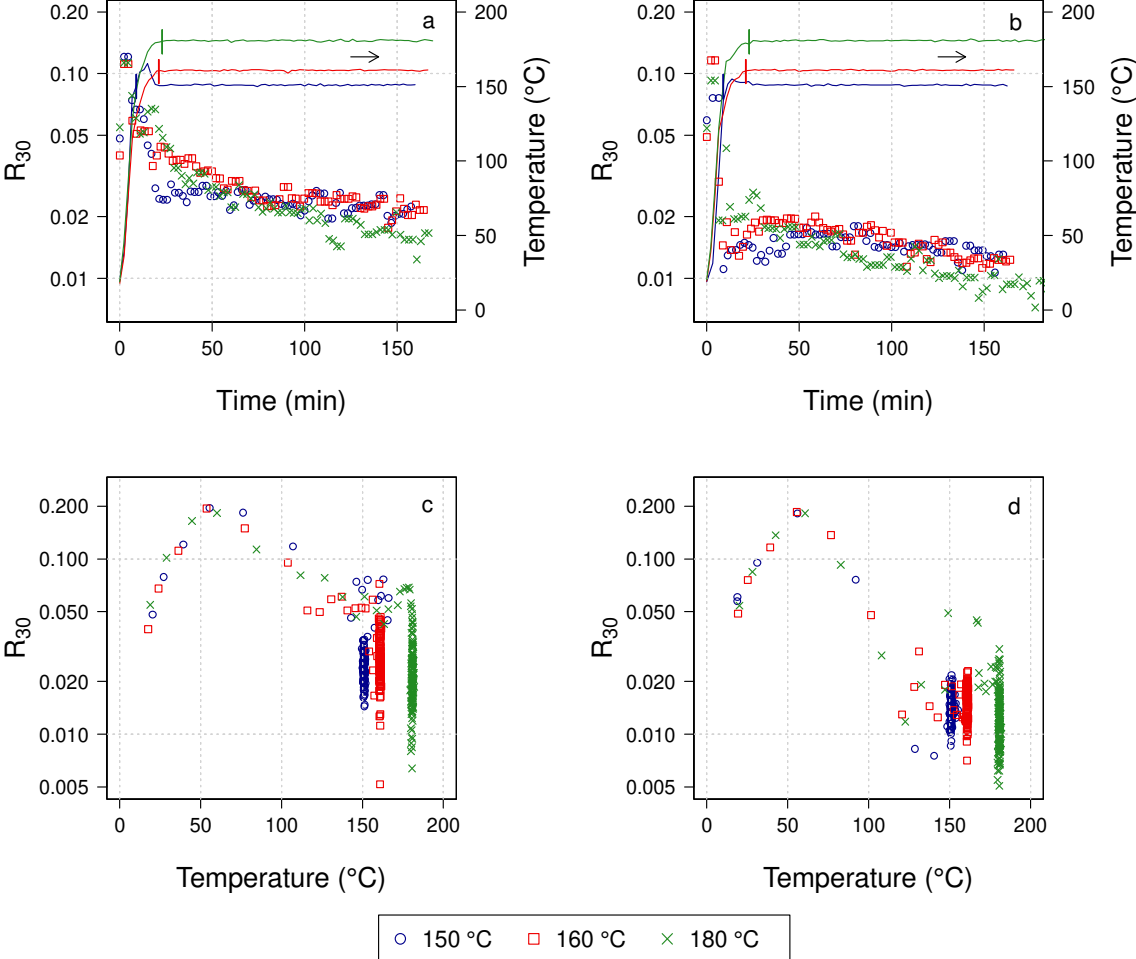 a
0.20
0.10
0.05
0.02
0.01
R30
200
150
100
50
0
Temperature (°C)
0 50 100 150
Time (min)
b
0.20
0.10
0.05
0.02
0.01
R30
200
150
100
50
0
Temperature (°C)
0 50 100 150
Time (min)
c
0.200
0.100
0.050
0.020
0.010
0.005
R30
0 50 100 150 200
Temperature (°C)
d
0.200
0.100
0.050
0.020
0.010
0.005
R30
0 50 100 150 200
Temperature (°C)
150 °C 160 °C 180 °C